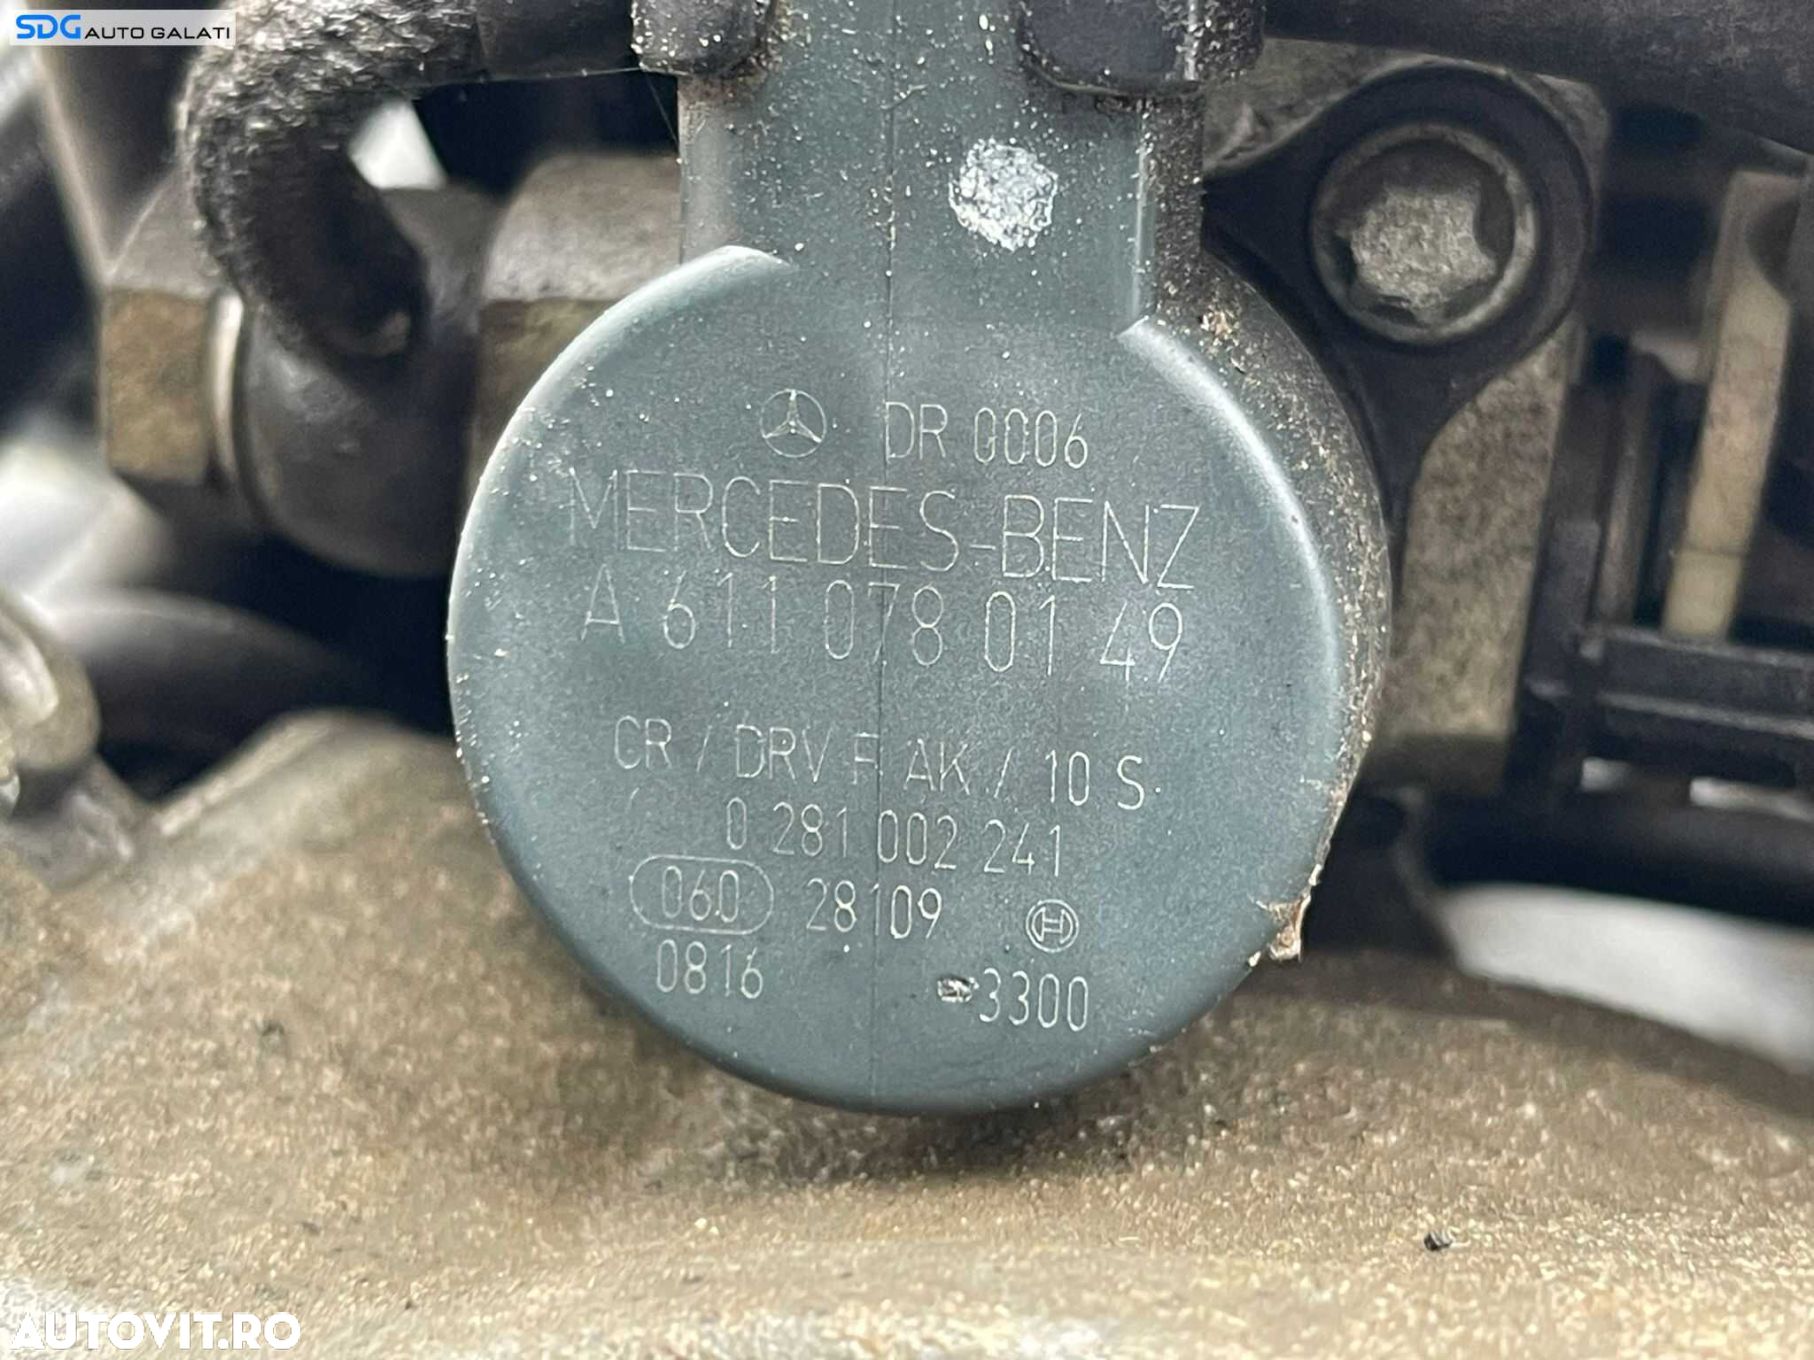 SDG AUTO GALATI
DR 0006
MERCEDES-BENZ
A 611 078 01 49
CR / DRV F AK / 10 S
0 281 002 241
060 28109
0816 3300
AUTOVIT.RO